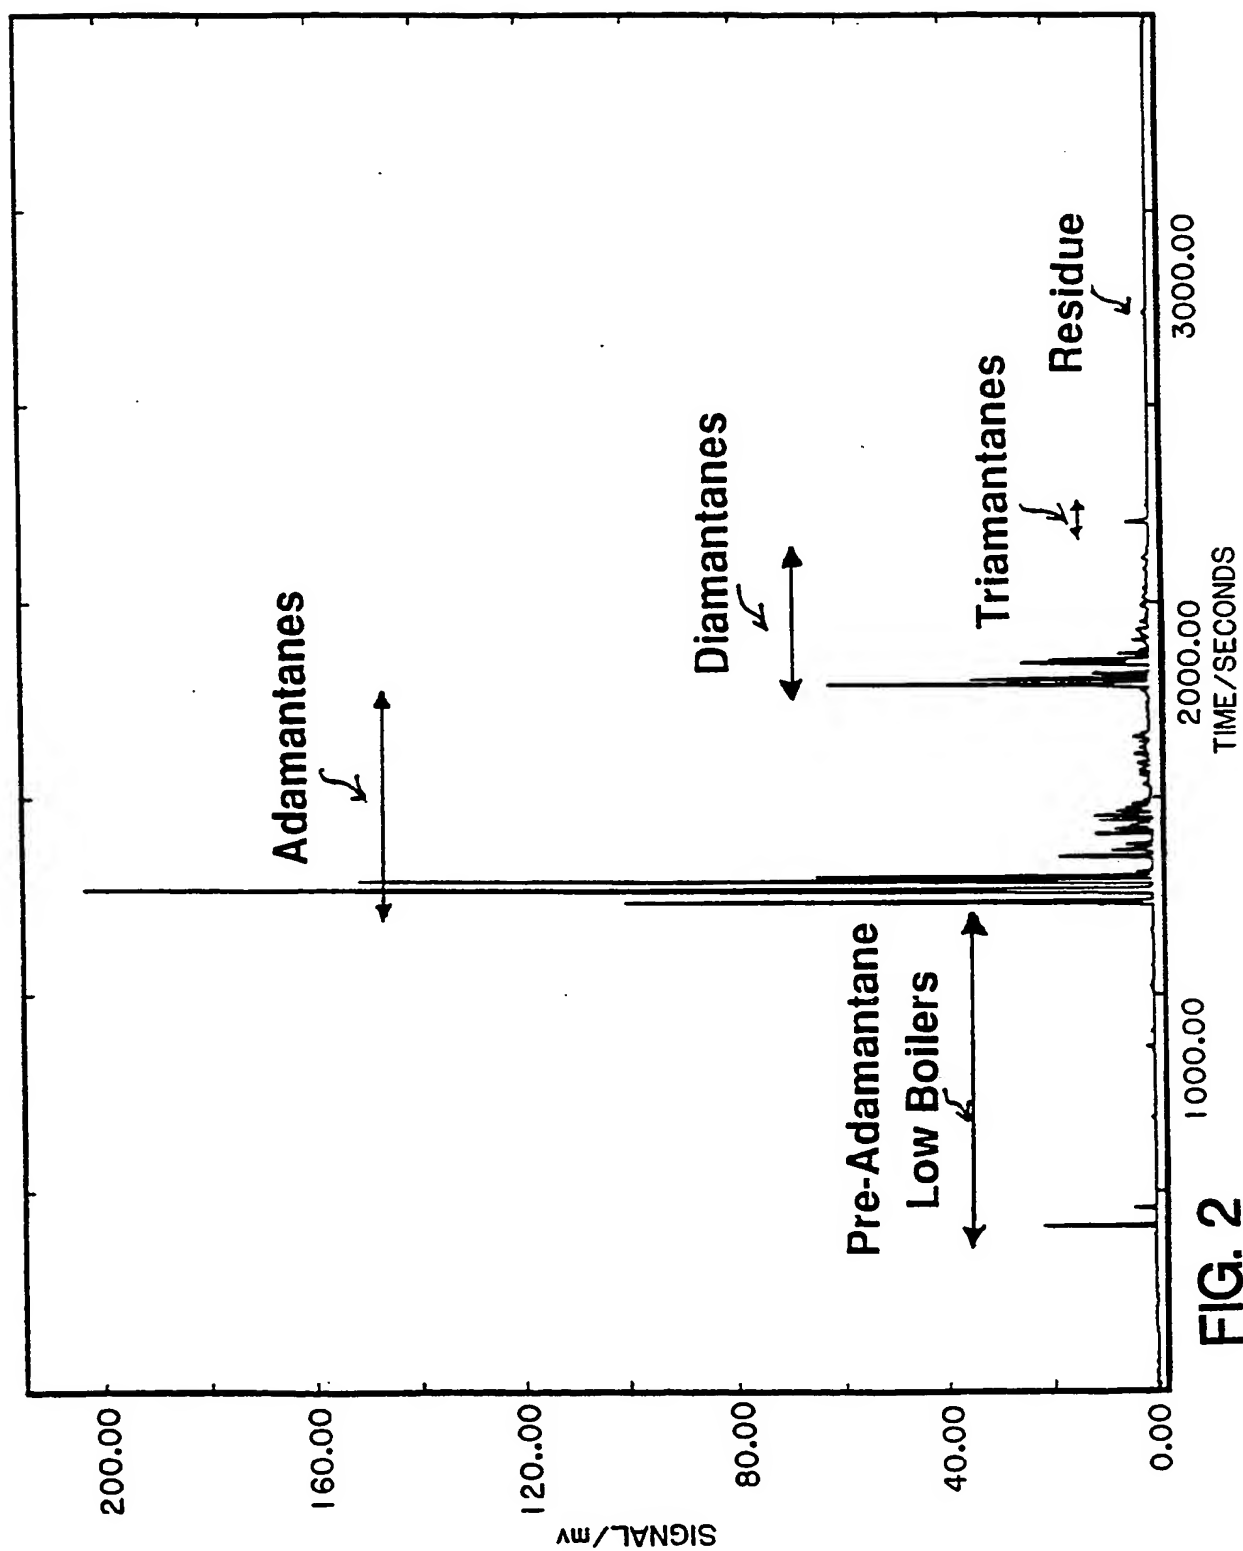 SIGNAL/mv
200.00
160.00
120..00
80.00
40.00
0.00
Adamantanes
Diamantanes
Triamantanes
Residue
Pre-Adamantane
Low Boilers
1000.00
2000.00
3000.00
TIME/SECONDS
FIG. 2